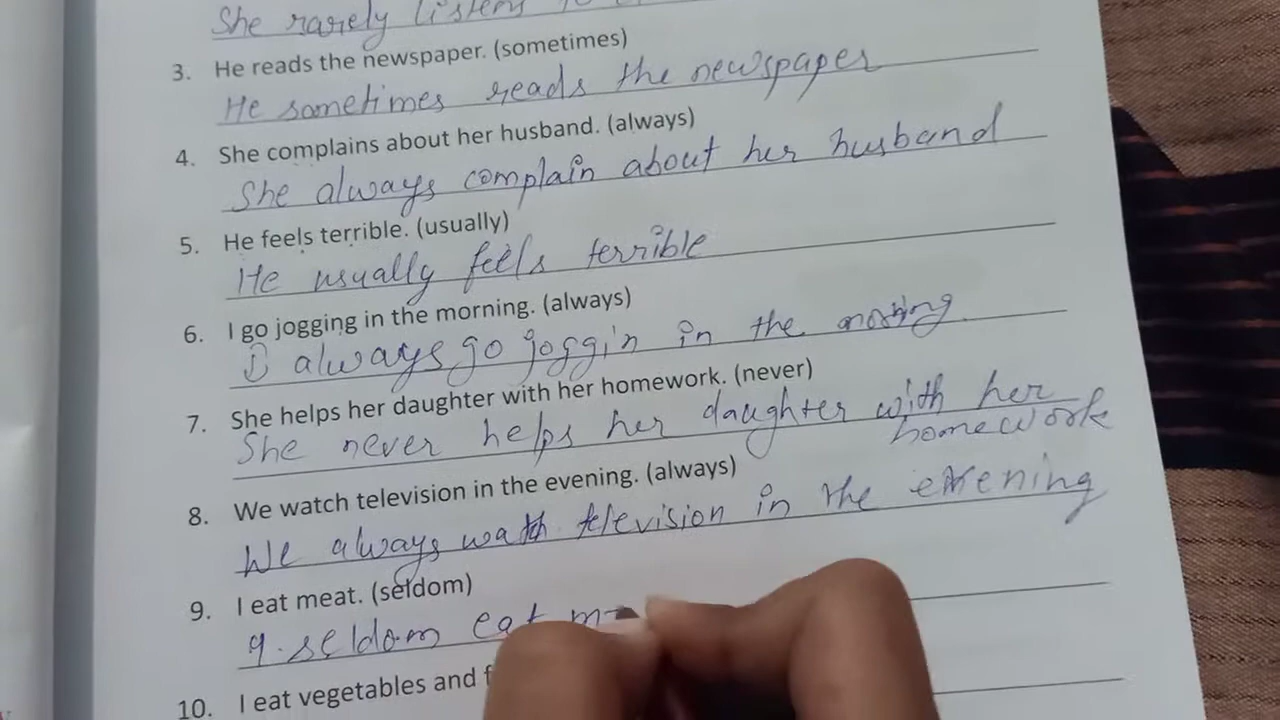 She rarely listens to
3. He reads the newspaper. (sometimes)
He sometimes reads the newspaper
4. She complains about her husband. (always)
She always complain about her husband
5. He feels terrible. (usually)
He usually feels terrible
6. I go jogging in the morning. (always)
I always go joggin in the morning.
7. She helps her daughter with her homework. (never)
She never helps her daughter with her
homework
8. We watch television in the evening. (always)
We always watch television in the evening
9. I eat meat. (seldom)
I seldom eat
10. I eat vegetables and